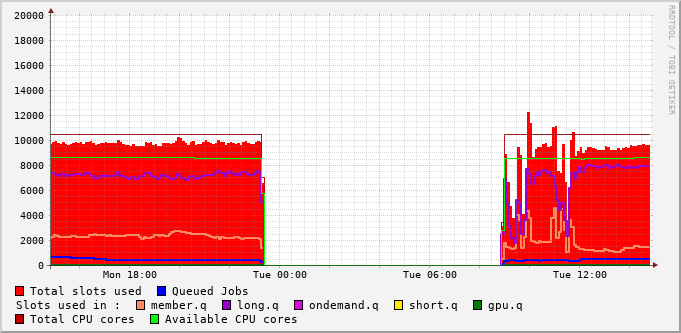 20000
18000
16000
14000
12000
10000
8000
6000
4000
2000
0
Mon 18:00 Tue 00:00 Tue 06:00 Tue 12:00
Total slots used Queued Jobs
Slots used in : member.q long.q ondemand.q short.q gpu.q
Total CPU cores Available CPU cores
RRDTOOL / TOBI OETIKER